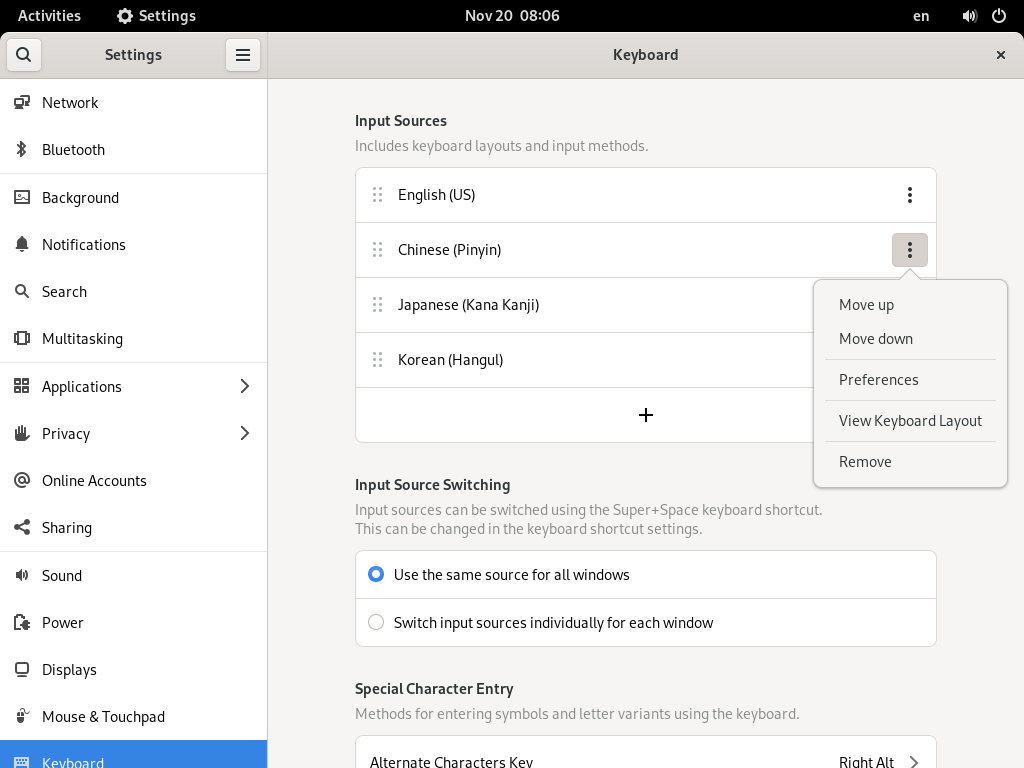 Activities
Settings
Nov 20 08:06
en
Settings
Keyboard
Network
Bluetooth
Background
Notifications
Search
Multitasking
Applications
Privacy
Online Accounts
Sharing
Sound
Power
Displays
Mouse & Touchpad
Keyboard
Input Sources
Includes keyboard layouts and input methods.
English (US)
Chinese (Pinyin)
Japanese (Kana Kanji)
Korean (Hangul)
Move up
Move down
Preferences
View Keyboard Layout
Remove
Input Source Switching
Input sources can be switched using the Super+Space keyboard shortcut.
This can be changed in the keyboard shortcut settings.
Use the same source for all windows
Switch input sources individually for each window
Special Character Entry
Methods for entering symbols and letter variants using the keyboard.
Alternate Characters Key
Right Alt